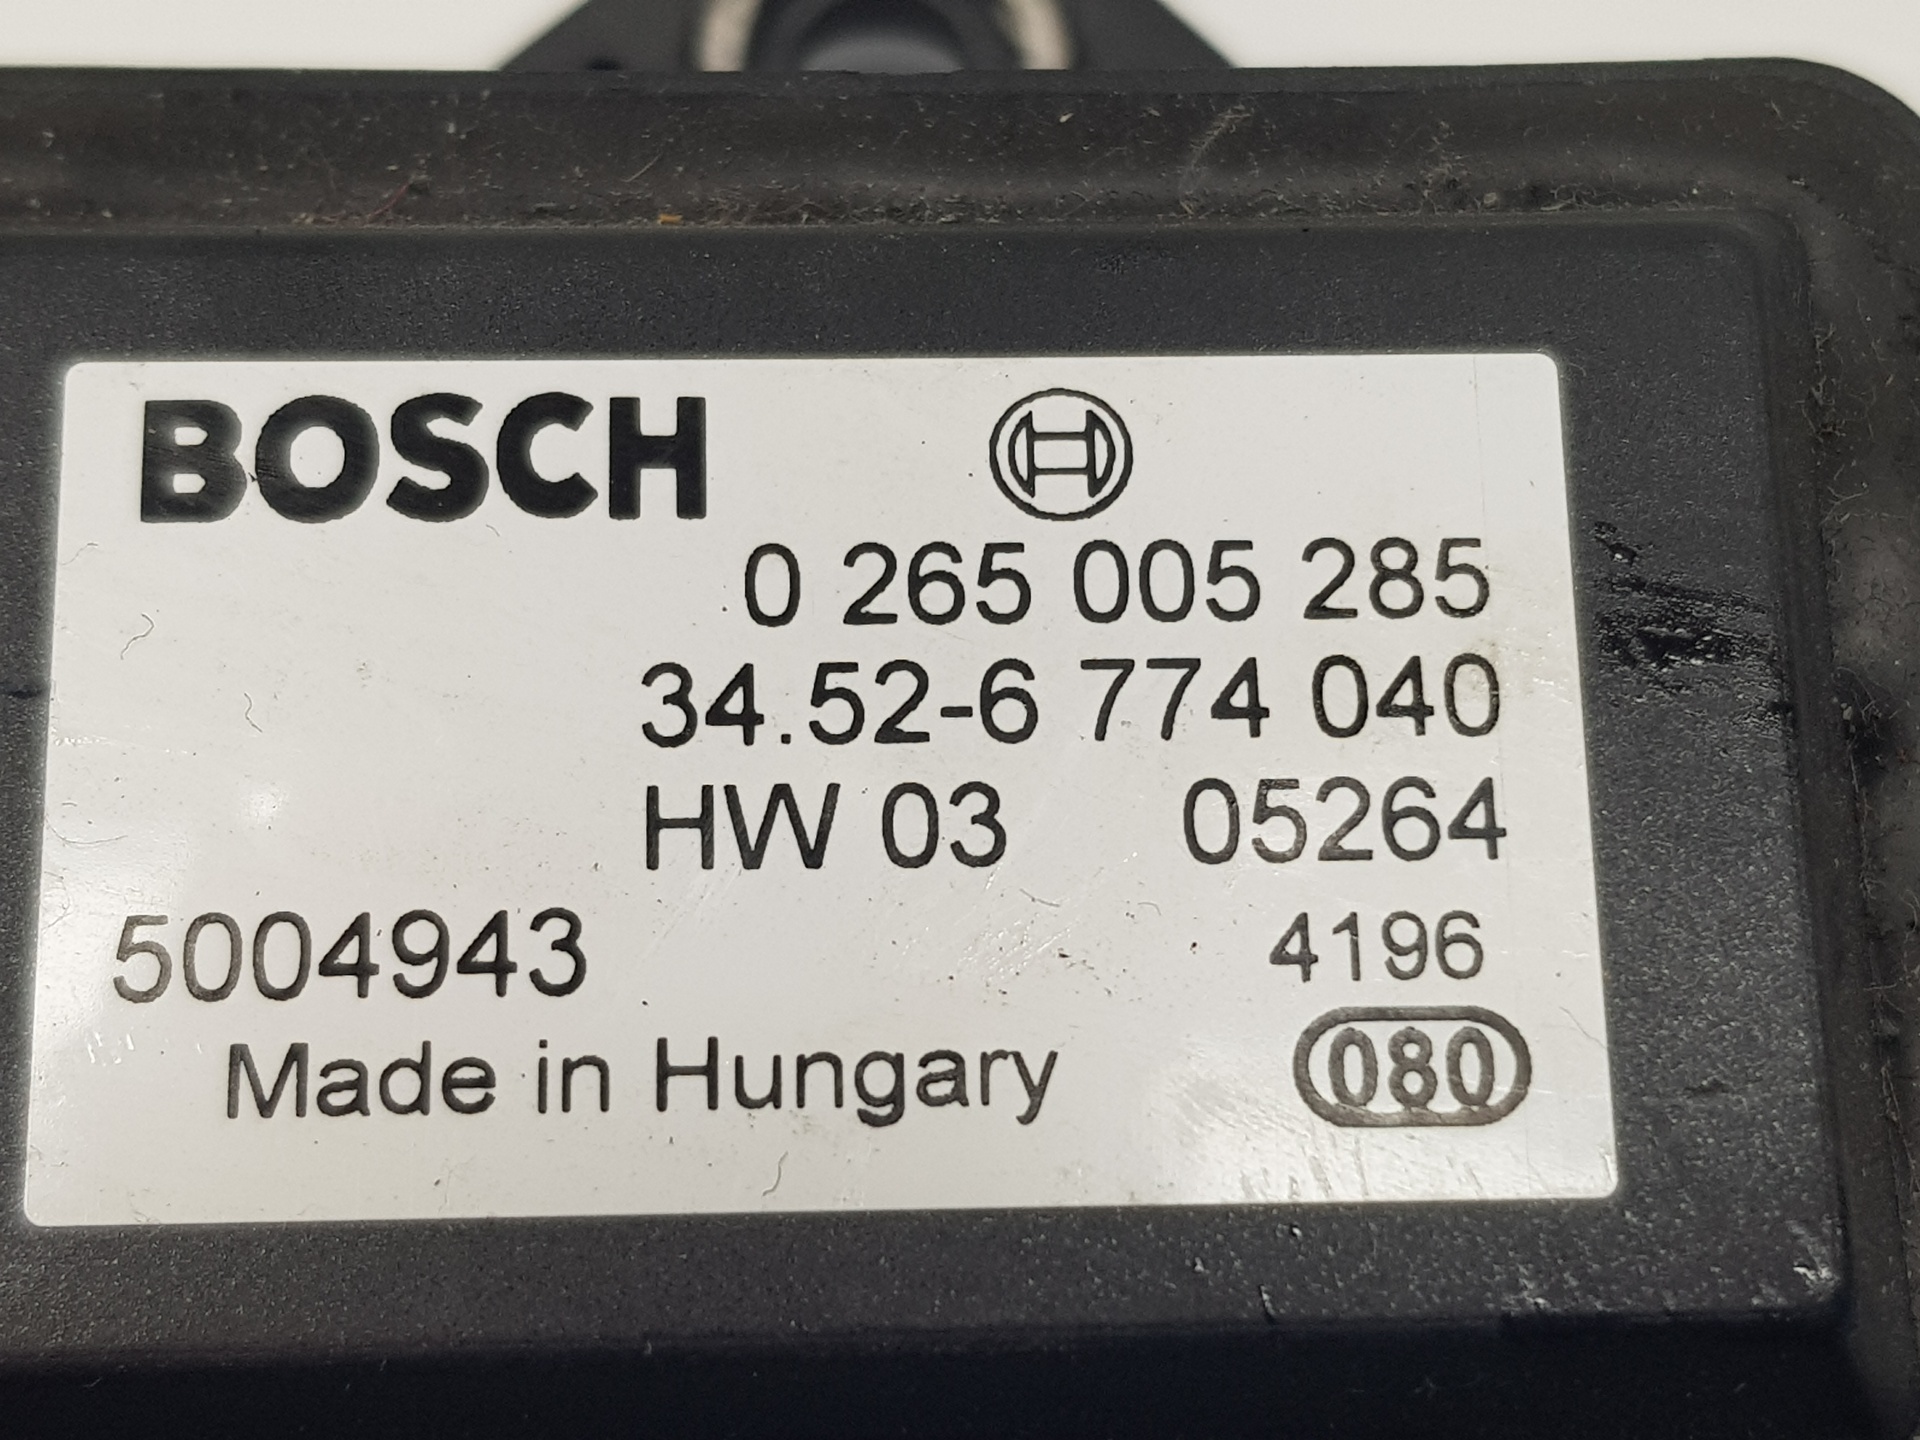 BOSCH
0 265 005 285
34.52-6 774 040
HW 03 05264
5004943 4196
Made in Hungary 080